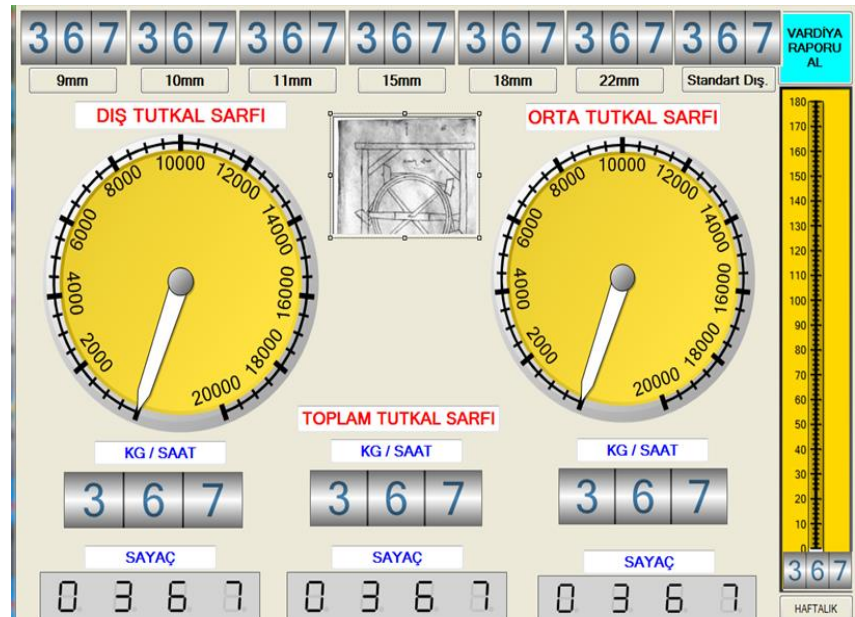 367 367 367 367 367 367 367
9mm 10mm 11mm 15mm 18mm 22mm Standart Dış.
VARDİYA
RAPORU
AL
DIŞ TUTKAL SARFI
0
2000
4000
6000
8000
10000
12000
14000
16000
18000
20000
ORTA TUTKAL SARFI
2000
4000
6000
8000
10000
12000
14000
16000
18000
20000
180
170
150
140
130
120
110
100
90
80
70
60
50
40
30
20
10
0
367
HAFTALIK
TOPLAM TUTKAL SARFI
KG / SAAT
KG / SAAT
KG / SAAT
367 367 367
SAYAÇ
SAYAÇ
SAYAÇ
0367 0367 0367